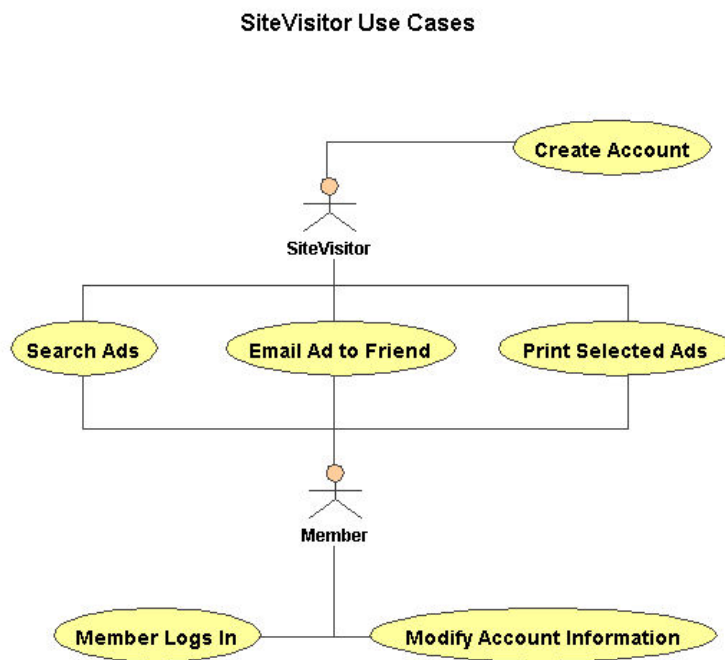 SiteVisitor Use Cases
Create Account
SiteVisitor
Search Ads
Email Ad to Friend
Print Selected Ads
Member
Member Logs In
Modify Account Information